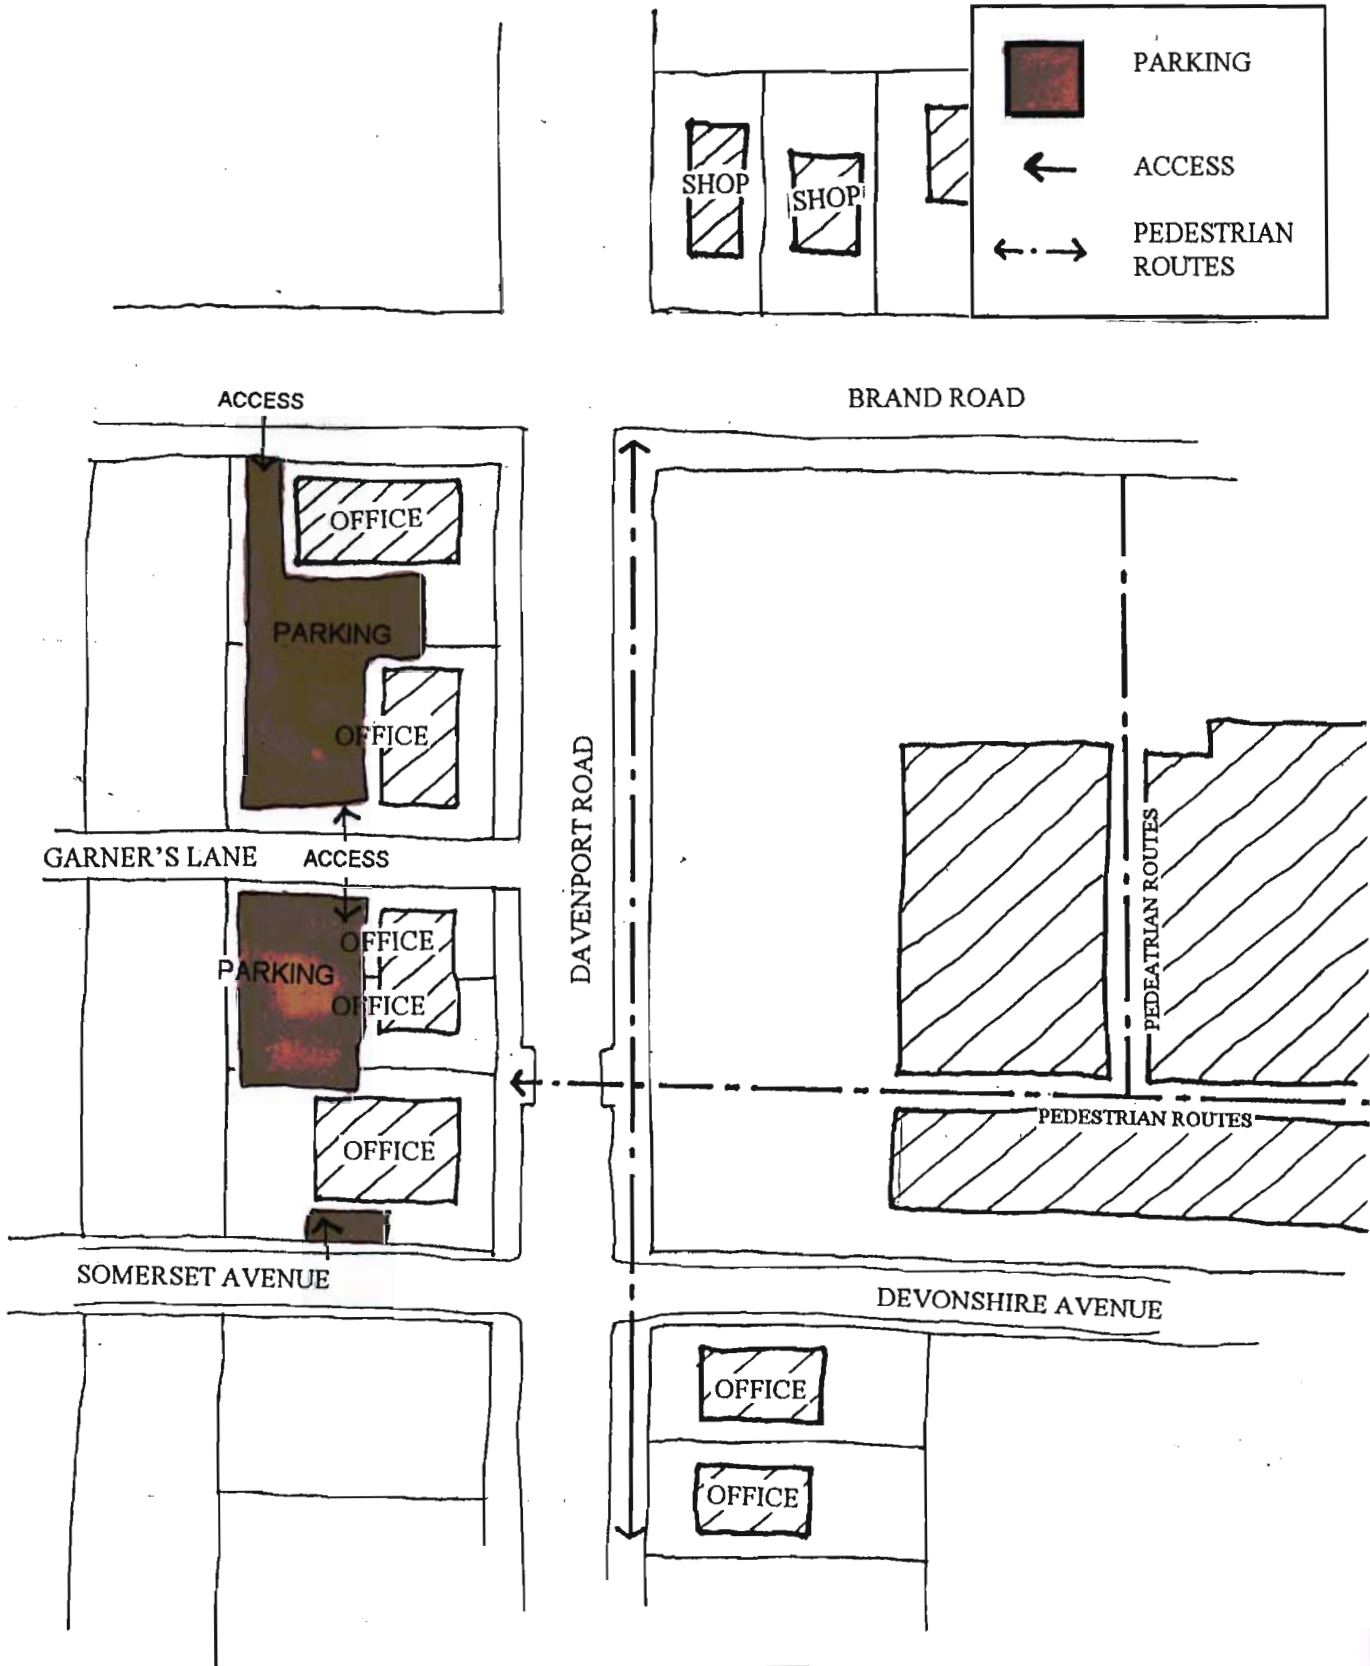 PARKING
ACCESS
PEDESTRIAN
ROUTES
SHOP
SHOP
ACCESS
BRAND ROAD
OFFICE
PARKING
OFFICE
DAVENPORT ROAD
GARNER'S LANE
ACCESS
PEDEATRIAN ROUTES
OFFICE
PARKING
OFFICE
PEDESTRIAN ROUTES
OFFICE
SOMERSET AVENUE
DEVONSHIRE AVENUE
OFFICE
OFFICE